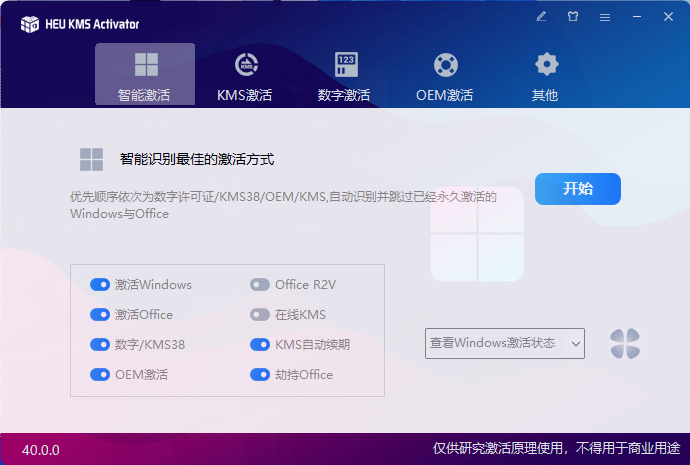 HEU KMS Activator
智能激活
KMS激活
123
KMS
数字激活
OEM激活
其他
智能识别最佳的激活方式
优先顺序依次为数字许可证/KMS38/OEM/KMS,自动识别并跳过已经永久激活的
Windows与Office
开始
激活Windows
Office R2V
激活Office
在线KMS
数字/KMS38
KMS自动续期
OEM激活
劫持Office
查看Windows激活状态
40.0.0
仅供研究激活原理使用，不得用于商业用途